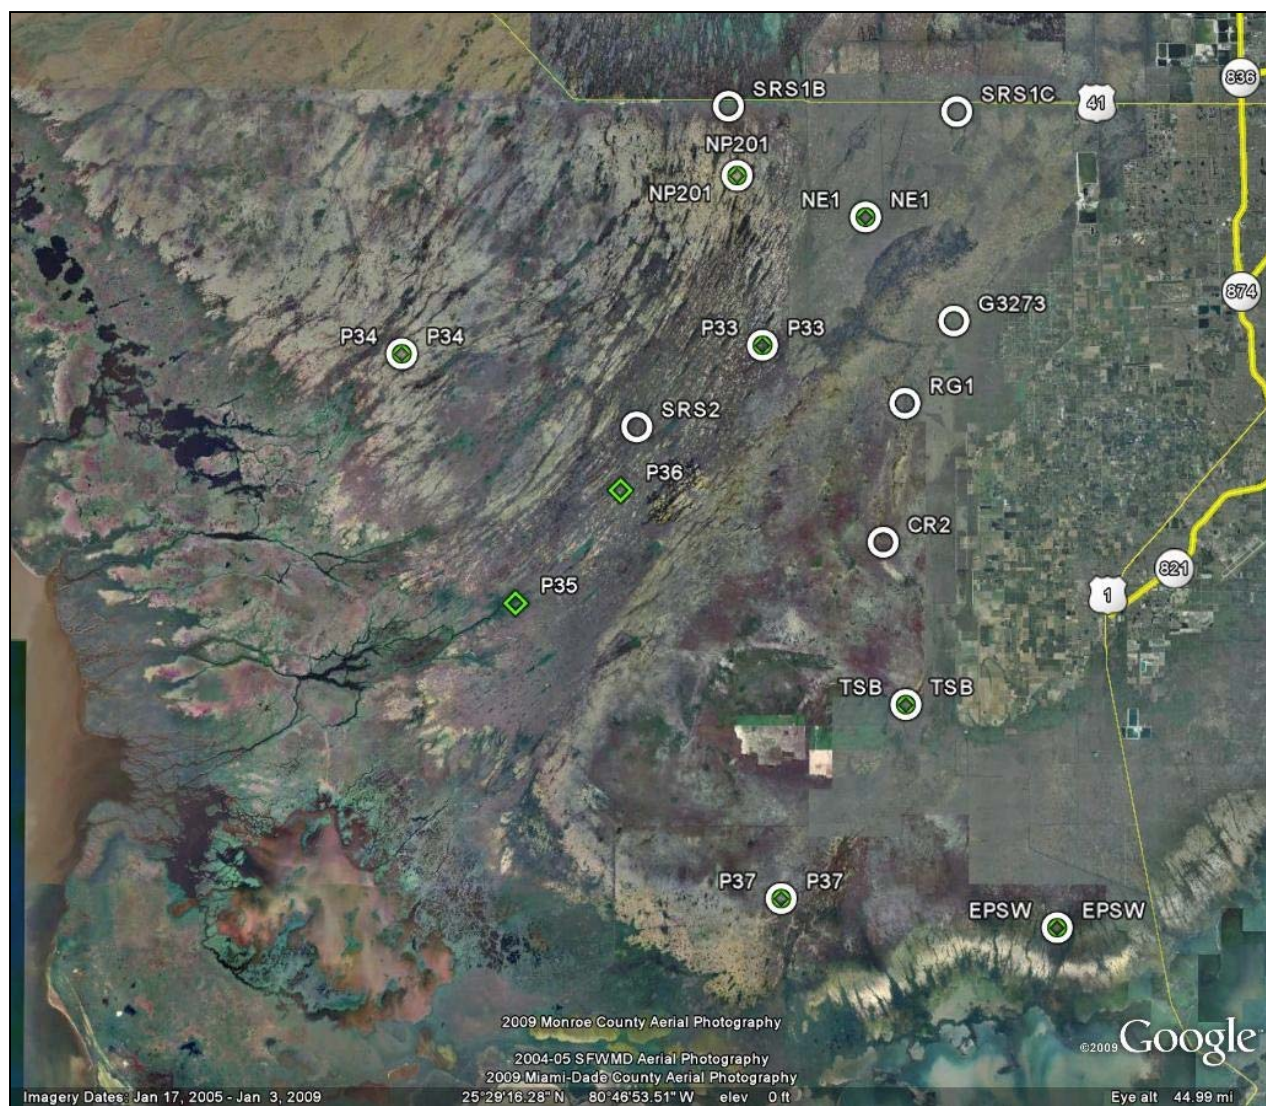 836
SRS1B
SRS1C
41
NP201
NP201
NE1 NE1
874
G3273
P34 P34
P33 P33
RG1
SRS2
P36
CR2
821
P35
1
TSB TSB
P37 P37
EPSW EPSW
2009 Monroe County Aerial Photography
©2009 Google
2004-05 SFWMD Aerial Photography
2009 Miami-Dade County Aerial Photography
Imagery Dates: Jan 17, 2005 - Jan 3, 2009 25°29'16.28" N 80°46'53.51" W elev 0 ft Eye alt 44.99 mi